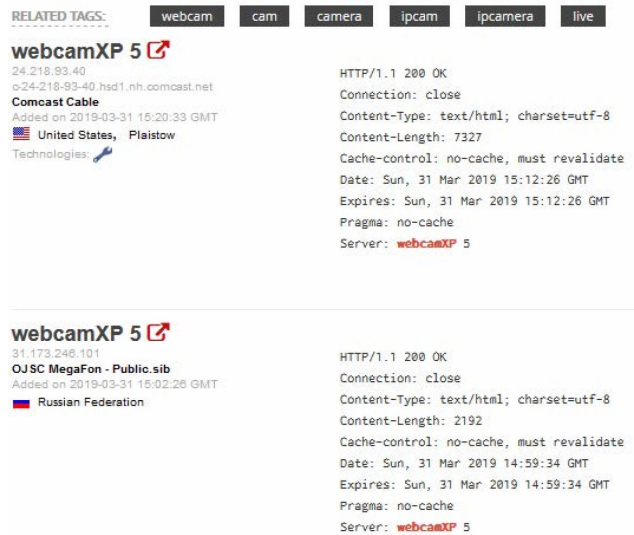 RELATED TAGS: webcam cam camera ipcam ipcamera live
webcamXP 5
24.218.93.40
c-24-218-93-40.hsd1.nh.comcast.net
Comcast Cable
Added on 2019-03-31 15:20:33 GMT
United States, Plaistow
Technologies:
HTTP/1.1 200 OK
Connection: close
Content-Type: text/html; charset=utf-8
Content-Length: 7327
Cache-control: no-cache, must revalidate
Date: Sun, 31 Mar 2019 15:12:26 GMT
Expires: Sun, 31 Mar 2019 15:12:26 GMT
Pragma: no-cache
Server: webcamXP 5
webcamXP 5
31.173.246.101
OJSC MegaFon - Public.sib
Added on 2019-03-31 15:02:26 GMT
Russian Federation
HTTP/1.1 200 OK
Connection: close
Content-Type: text/html; charset=utf-8
Content-Length: 2192
Cache-control: no-cache, must revalidate
Date: Sun, 31 Mar 2019 14:59:34 GMT
Expires: Sun, 31 Mar 2019 14:59:34 GMT
Pragma: no-cache
Server: webcamXP 5